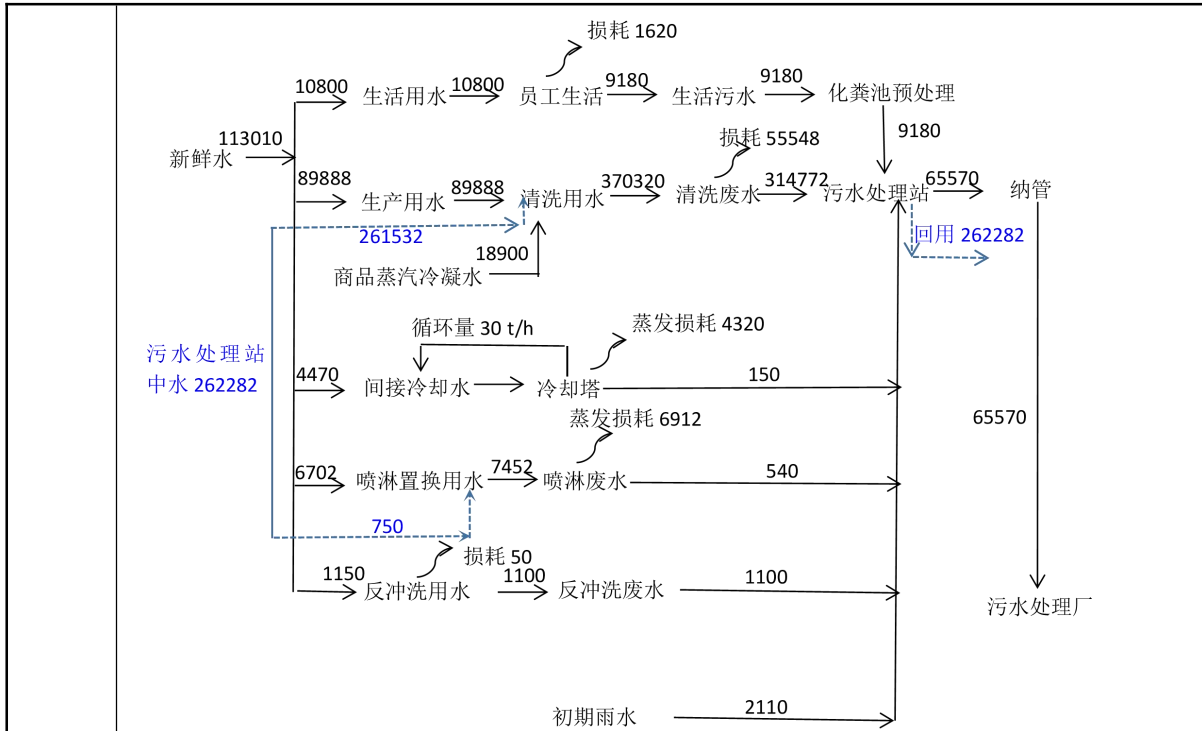 损耗 1620
10800 生活用水 10800 员工生活 9180 生活污水 9180 化粪池预处理
新鲜水 113010
损耗 55548
9180
89888 生产用水 89888 清洗用水 370320 清洗废水 314772 污水处理站 65570 纳管
261532
回用 262282
商品蒸汽冷凝水 18900
循环量 30 t/h
蒸发损耗 4320
污水处理站
中水 262282
4470 间接冷却水 冷却塔 150
蒸发损耗 6912
65570
6702 喷淋置换用水 7452 喷淋废水 540
750
损耗 50
1150 反冲洗用水 1100 反冲洗废水 1100
污水处理厂
初期雨水 2110